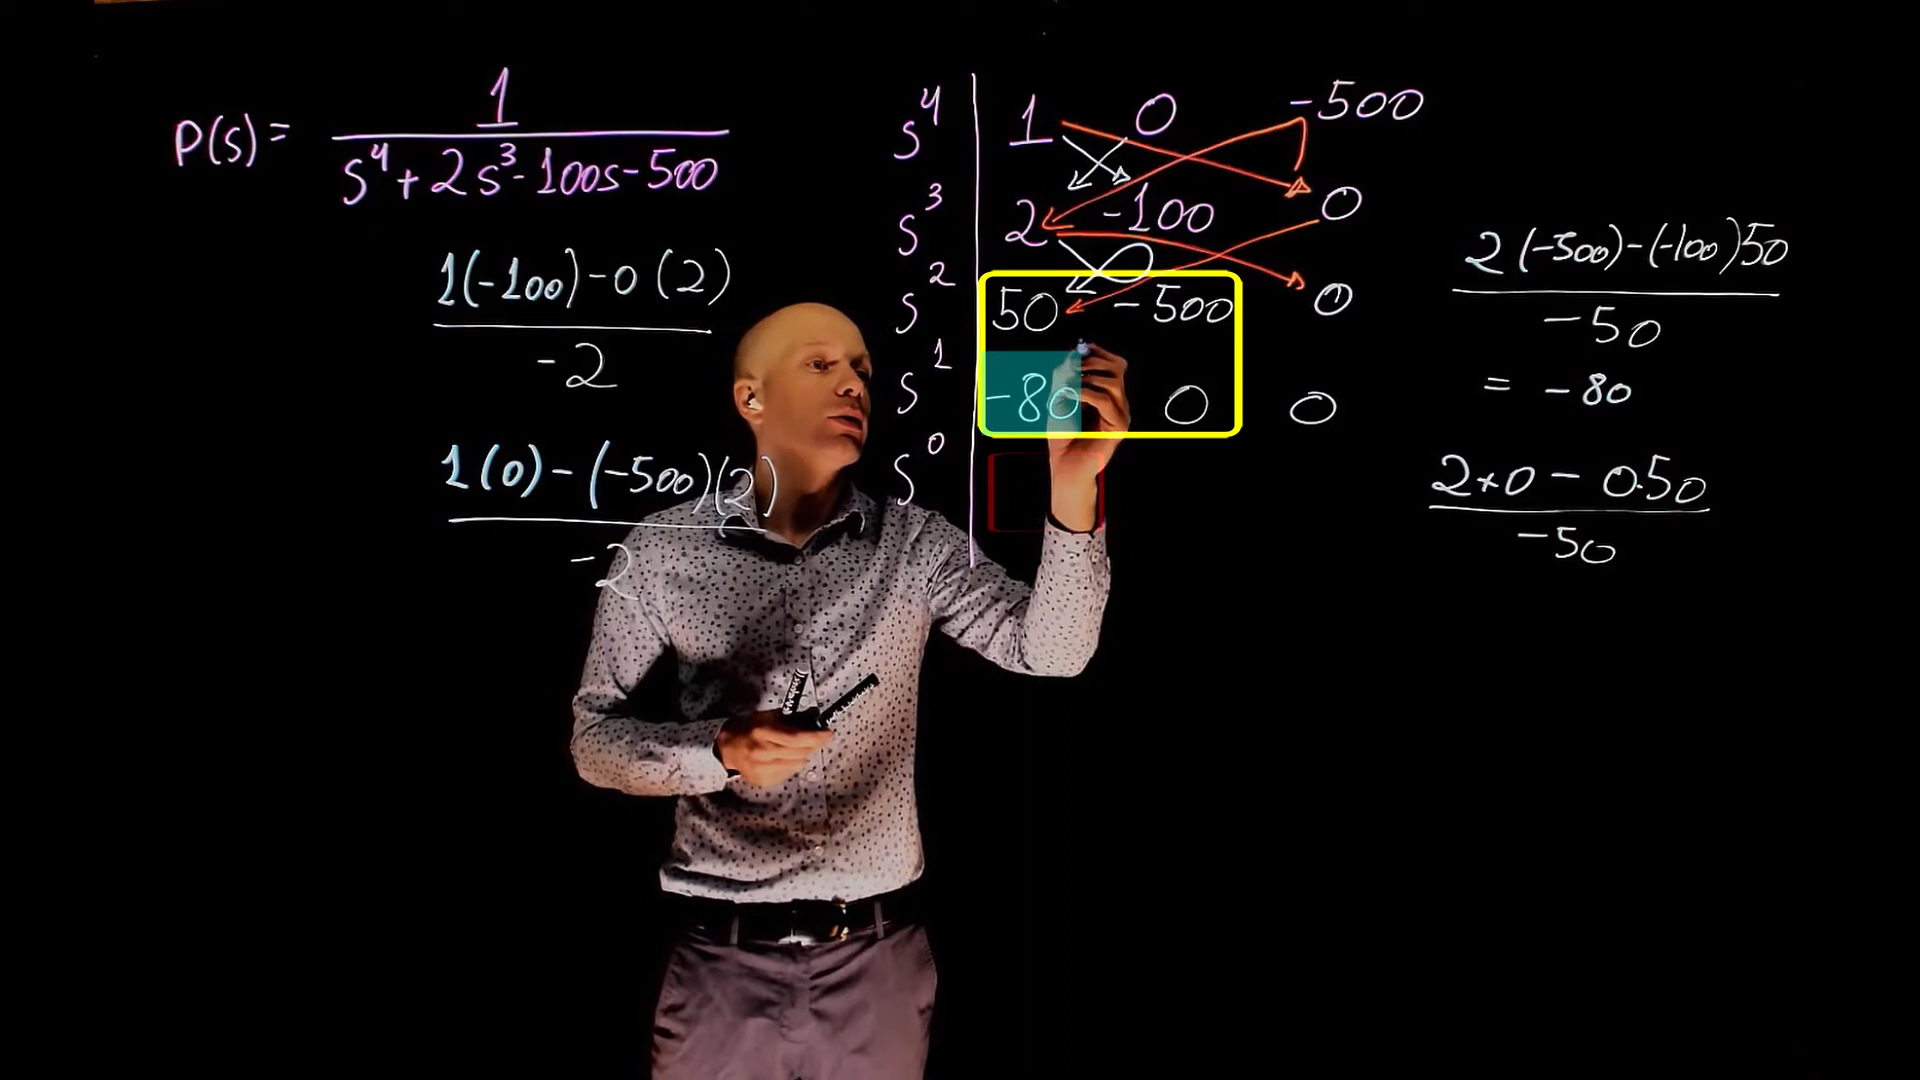 P(s)= 1
s⁴+2s³-100s-500
1(-100)-0(2)
-2
1(0)-(-500)(2)
-2
s⁴ 1 0 -500
s³ 2 -100 0
s² 50 -500 0
s¹ -80 0 0
s⁰
2(-500)-(-100)50
-50
= -80
2*0 - 0.50
-50